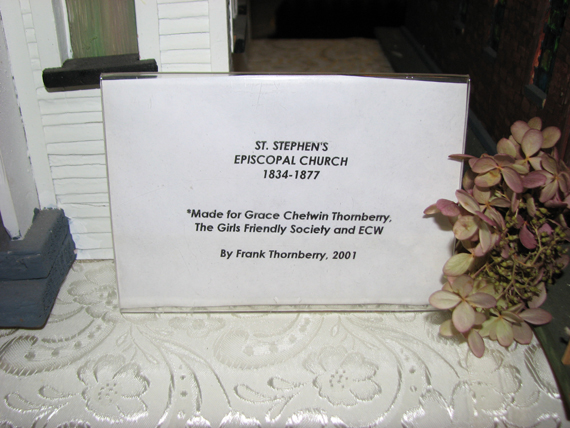 ST. STEPHEN'S
EPISCOPAL CHURCH
1834-1877
*Made for Grace Chetwin Thornberry,
The Girls Friendly Society and ECW
By Frank Thornberry, 2001